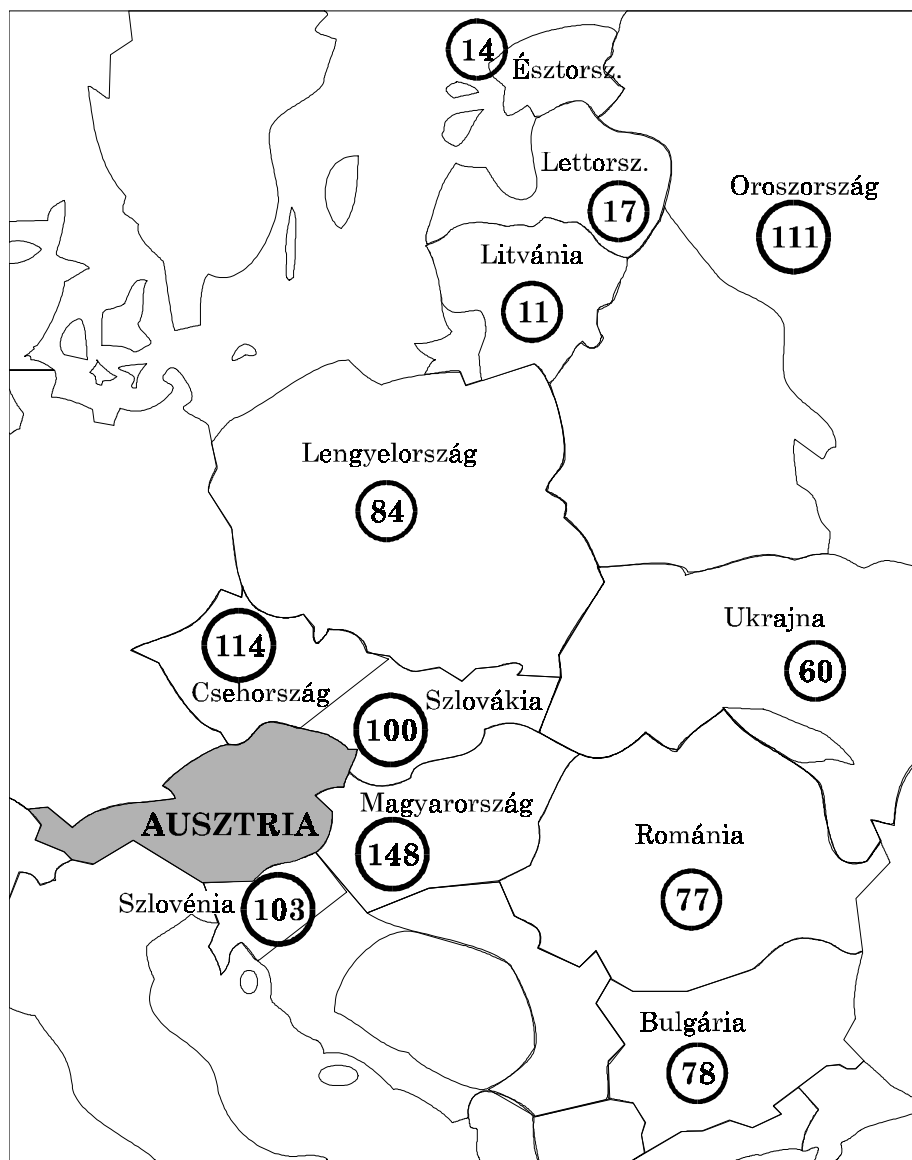 14
Észtorsz.
Lettorsz.
17
Oroszország
111
Litvánia
11
Lengyelország
84
Ukrajna
60
114
Csehország
Szlovákia
100
AUSZTRIA
Magyarország
148
Románia
77
Szlovénia
103
Bulgária
78